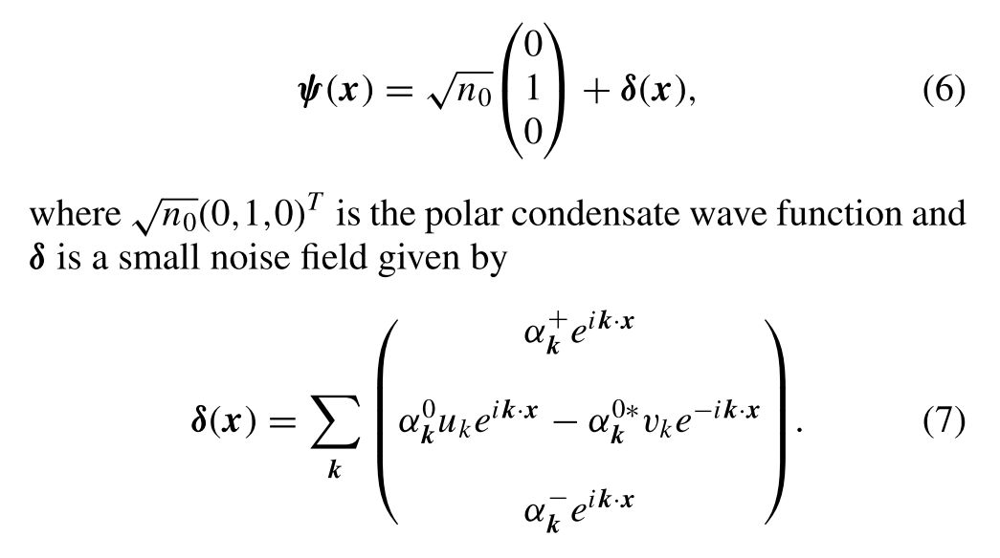 $$\boldsymbol{\psi}(\boldsymbol{x}) = \sqrt{n_0} \begin{pmatrix} 0 \\ 1 \\ 0 \end{pmatrix} + \boldsymbol{\delta}(\boldsymbol{x}), \quad (6)$$
where $\sqrt{n_0}(0,1,0)^T$ is the polar condensate wave function and
$\boldsymbol{\delta}$ is a small noise field given by
$$\boldsymbol{\delta}(\boldsymbol{x}) = \sum_{\boldsymbol{k}} \begin{pmatrix} \alpha_{\boldsymbol{k}}^{+} e^{i\boldsymbol{k}\cdot\boldsymbol{x}} \\ \alpha_{\boldsymbol{k}}^{0} u_k e^{i\boldsymbol{k}\cdot\boldsymbol{x}} - \alpha_{\boldsymbol{k}}^{0*} v_k e^{-i\boldsymbol{k}\cdot\boldsymbol{x}} \\ \alpha_{\boldsymbol{k}}^{-} e^{i\boldsymbol{k}\cdot\boldsymbol{x}} \end{pmatrix}. \quad (7)$$